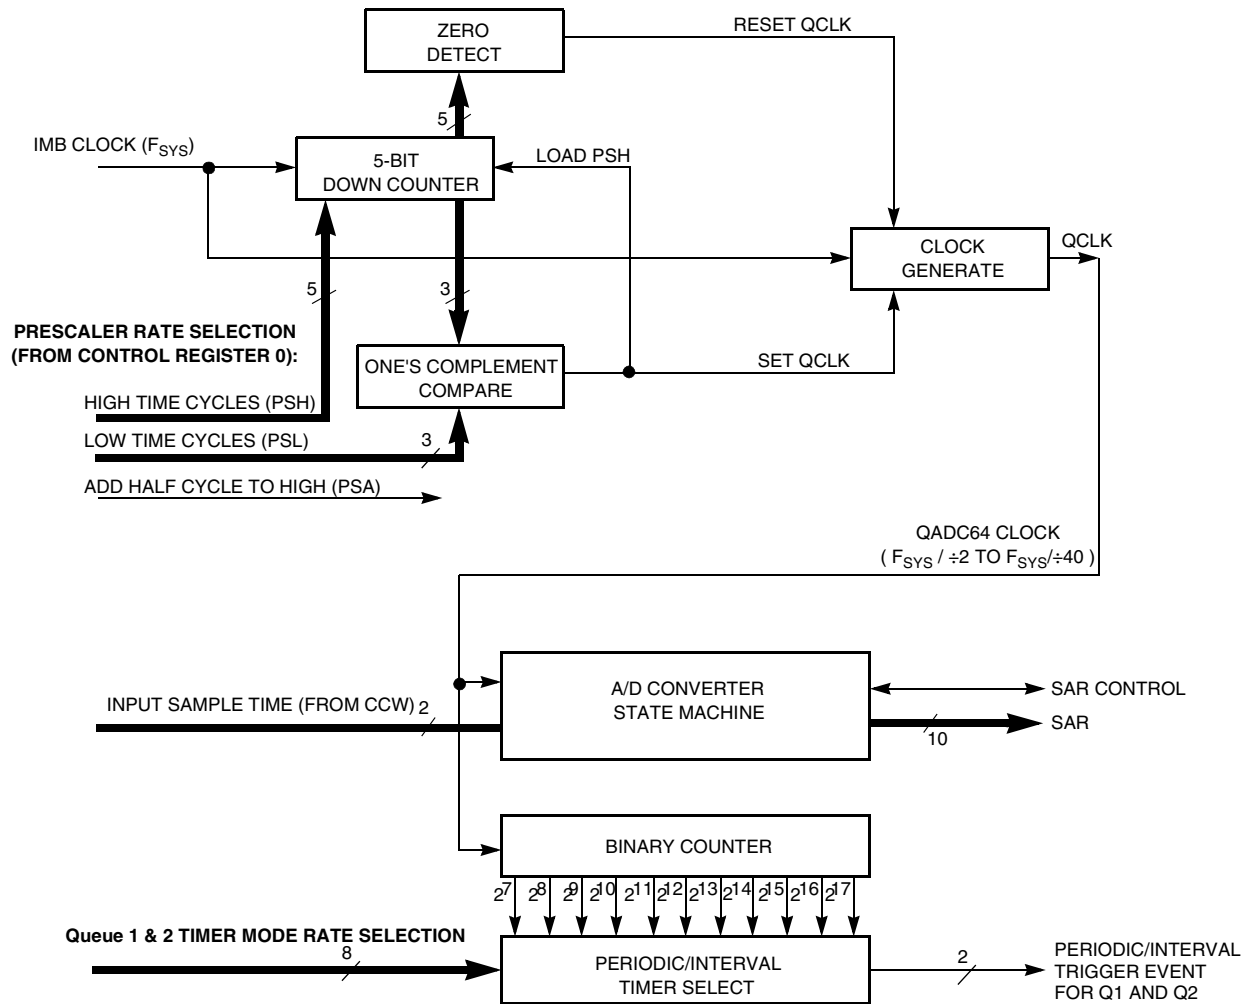 ZERO
DETECT
RESET QCLK
5
IMB CLOCK (FSYS)
5-BIT
DOWN COUNTER
LOAD PSH
CLOCK
GENERATE
QCLK
5
3
PRESCALER RATE SELECTION
(FROM CONTROL REGISTER 0):
ONE'S COMPLEMENT
COMPARE
SET QCLK
HIGH TIME CYCLES (PSH)
LOW TIME CYCLES (PSL)
3
ADD HALF CYCLE TO HIGH (PSA)
QADC64 CLOCK
( FSYS / ÷2 TO FSYS/÷40 )
INPUT SAMPLE TIME (FROM CCW)
2
A/D CONVERTER
STATE MACHINE
SAR CONTROL
SAR
10
BINARY COUNTER
2^7 2^8 2^9 2^10 2^11 2^12 2^13 2^14 2^15 2^16 2^17
Queue 1 & 2 TIMER MODE RATE SELECTION
8
PERIODIC/INTERVAL
TIMER SELECT
2
PERIODIC/INTERVAL
TRIGGER EVENT
FOR Q1 AND Q2